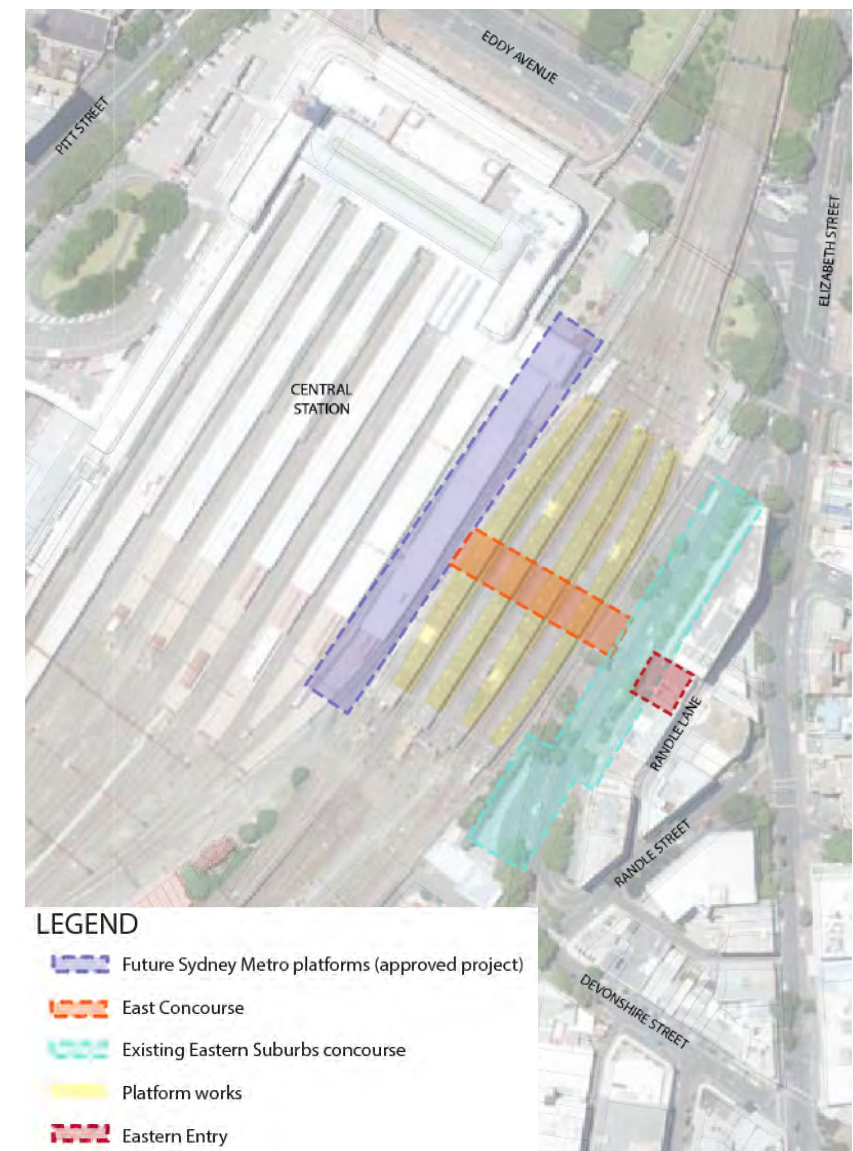 EDDY AVENUE
PITT STREET
ELIZABETH STREET
CENTRAL
STATION
RANDLE LANE
RANDLE STREET
DEVONSHIRE STREET
LEGEND
Future Sydney Metro platforms (approved project)
East Concourse
Existing Eastern Suburbs concourse
Platform works
Eastern Entry